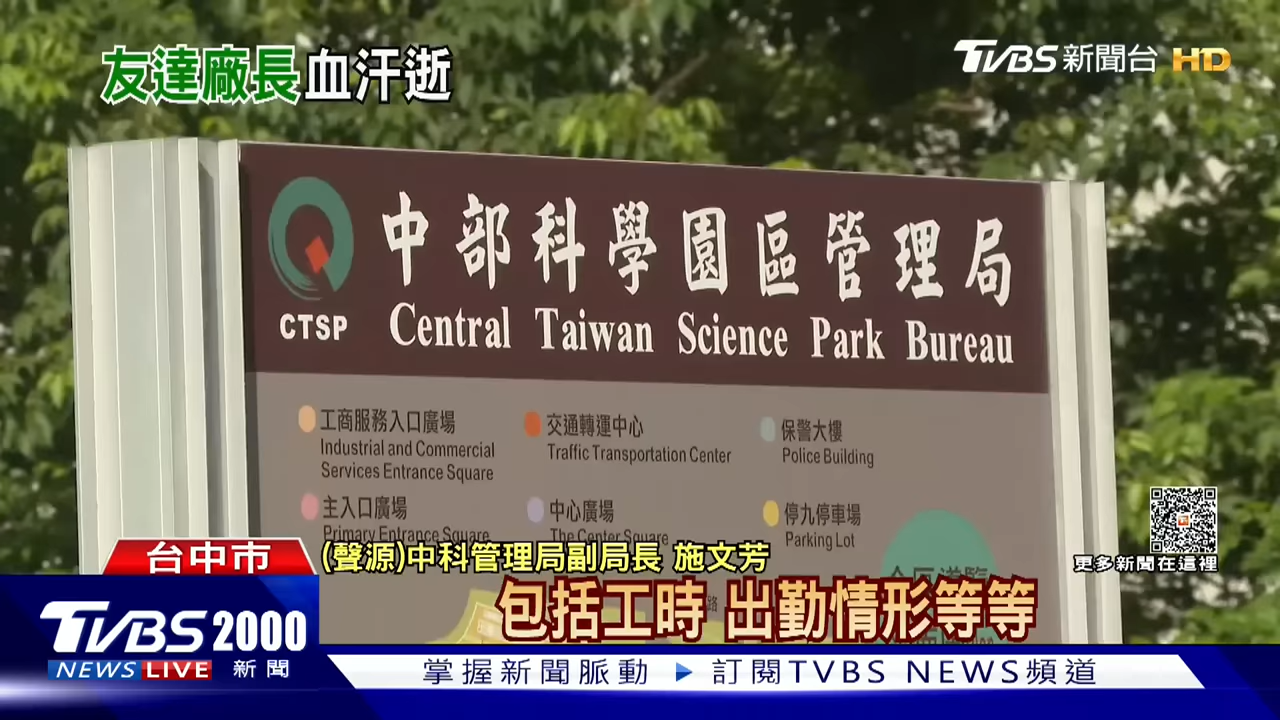 友達廠長血汗逝
TVBS新聞台 HD
中部科學園區管理局
CTSP
Central Taiwan Science Park Bureau
工商服務入口廣場
Industrial and Commercial
Services Entrance Square
交通轉運中心
Traffic Transportation Center
保警大樓
Police Building
主入口廣場
Primary Entrance Square
中心廣場
The Center Square
停九停車場
Parking Lot
更多新聞在這裡
台中市
(聲源)中科管理局副局長 施文芳
包括工時 出勤情形等等
TVBS 2000
NEWS LIVE 新聞
掌握新聞脈動 訂閱TVBS NEWS頻道